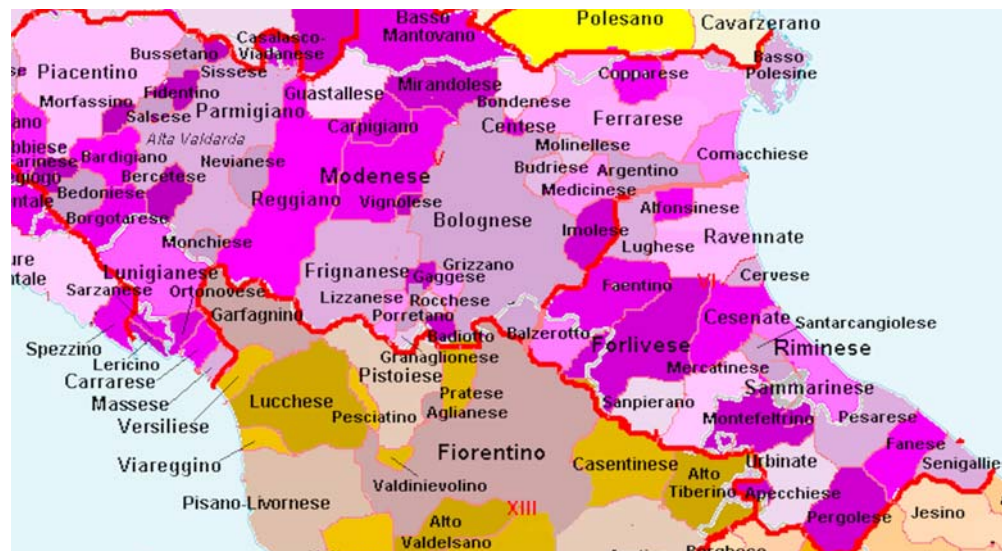 Polesano
Cavarzerano
Basso
Mantovano
Casalasco-
Viadanese
Bussetano
Sissese
Piacentino
Basso
Polesine
Copparese
Mirandolese
Guastallese
Fidentino
Morfassino
Parmigiano
Bondenese
Salsese
Carpigiano
Centese
Ferrarese
Alta Valdarda
Molinellese
Bardigiano
Nevianese
V
Comacchiese
Budriese
Argentino
Bercetese
Modenese
Bedoniese
Reggiano
Vignolese
Medicinese
Alfonsinese
Borgotarese
Bolognese
Imolese
Ravennate
Monchiese
Lughese
Frignanese
Grizzano
Lunigianese
Gaggese
Cervese
Sarzanese
Ortonovese
Lizzanese
Rocchese
Faentino
VI
Garfagnino
Porretano
Cesenate
Santarcangiolese
Badiotto
Balzerotto
Spezzino
Forlivese
Riminese
Lericino
Granaglionese
Mercatinese
Carrarese
Pistoiese
Sammarinese
Massese
Lucchese
Pratese
Sanpierano
Versiliese
Pesciatino
Aglianese
Montefeltrino
Pesarese
Fanese
Viareggino
Fiorentino
Casentinese
Urbinate
Senigallie
Valdinievolino
Alto
Tiberino
Apecchiese
Pisano-Livornese
XIII
Pergolese
Jesino
Alto
Valdelsano